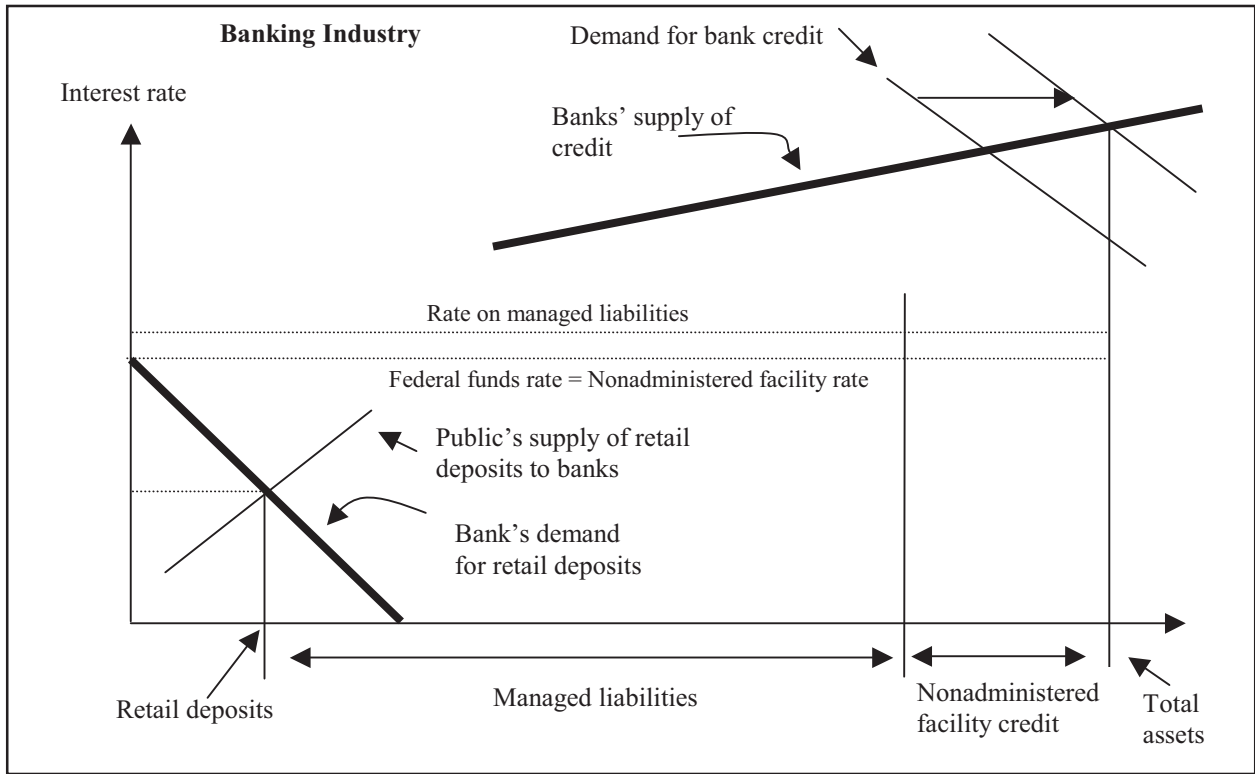 Banking Industry
Demand for bank credit
Interest rate
Banks’ supply of
credit
Rate on managed liabilities
Federal funds rate = Nonadministered facility rate
Public’s supply of retail
deposits to banks
Bank’s demand
for retail deposits
Retail deposits
Managed liabilities
Nonadministered
facility credit
Total
assets